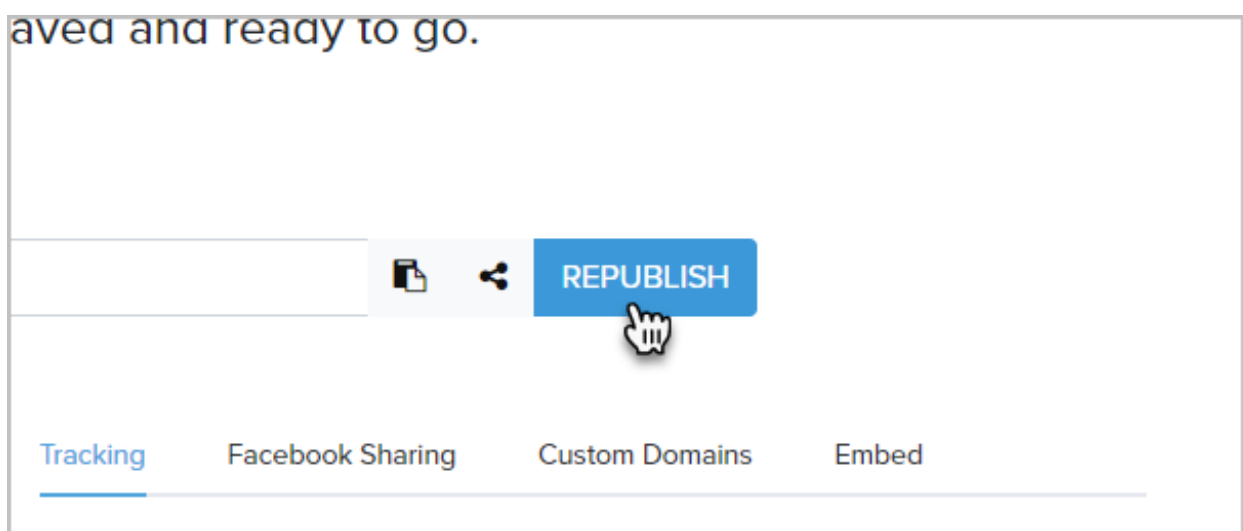 aved and ready to go.
REPUBLISH
Tracking Facebook Sharing Custom Domains Embed